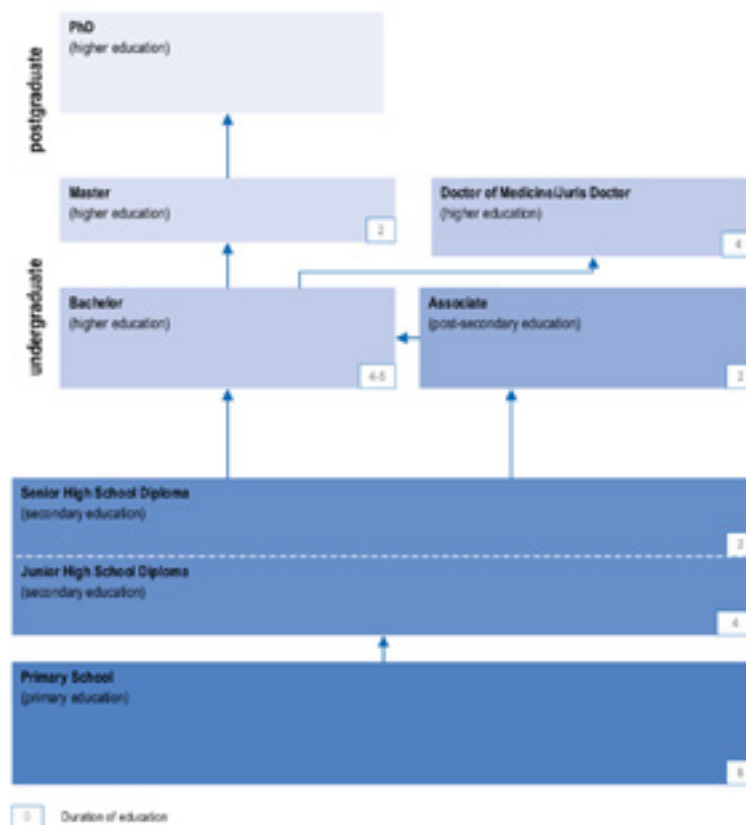 postgraduate
PhD
(higher education)
Master
(higher education)
2
Doctor of Medicine/Juris Doctor
(higher education)
4
undergraduate
Bachelor
(higher education)
4-5
Associate
(post-secondary education)
Senior High School Diploma
(secondary education)
Junior High School Diploma
(secondary education)
4
Primary School
(primary education)
6
0
Duration of education